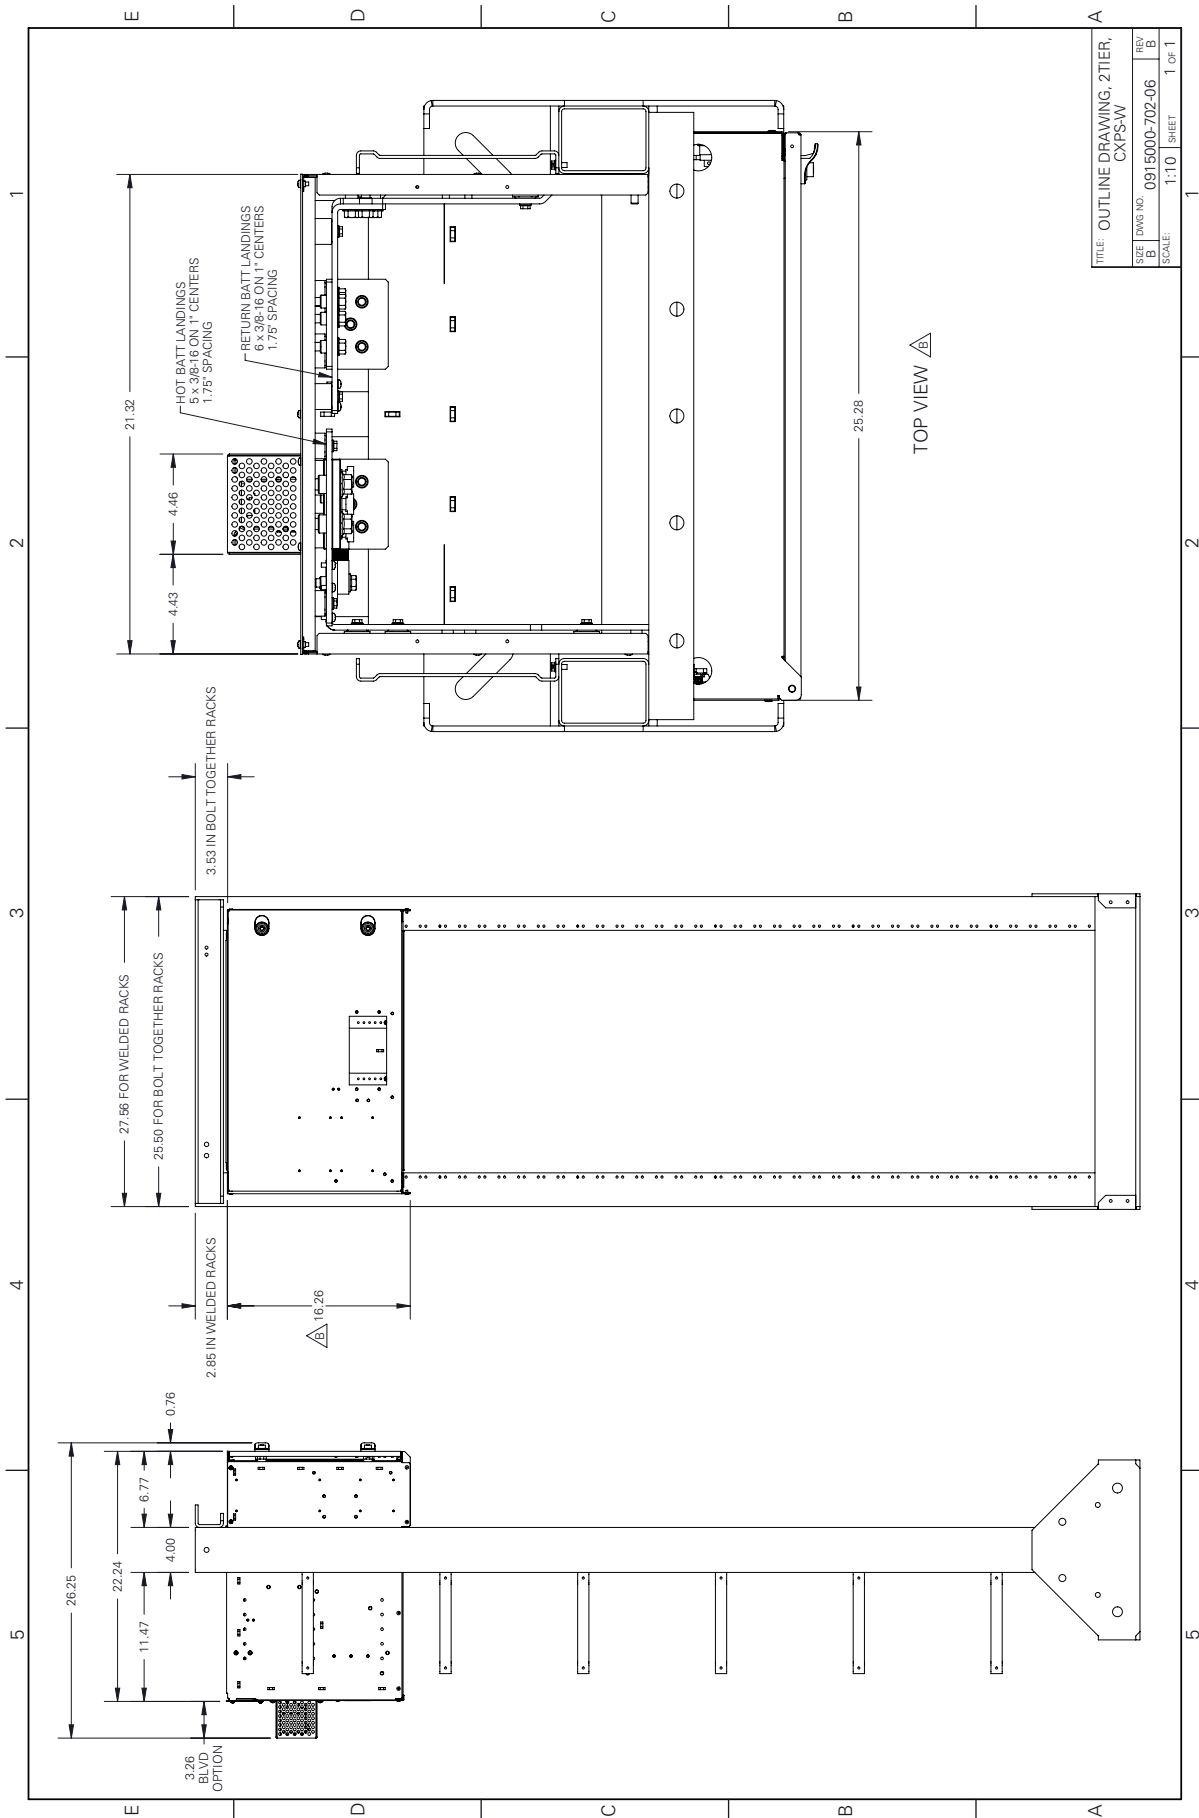 E
D
C
B
A
5
4
3
2
1
26.25
22.24
11.47
4.00
6.77
0.76
3.26
BLVD
OPTION
27.56 FOR WELDED RACKS
25.50 FOR BOLT TOGETHER RACKS
2.85 IN WELDED RACKS
3.53 IN BOLT TOGETHER RACKS
B
16.26
21.32
4.43
4.46
HOT BATT LANDINGS
5 x 3/8-16 ON 1" CENTERS
1.75" SPACING
RETURN BATT LANDINGS
6 x 3/8-16 ON 1" CENTERS
1.75" SPACING
25.28
TOP VIEW B
TITLE: OUTLINE DRAWING, 2TIER,
CXPS-W
SIZE DWG NO. REV
B 0915000-702-06 B
SCALE: 1:10 SHEET 1 OF 1
5
4
3
2
1
E
D
C
B
A